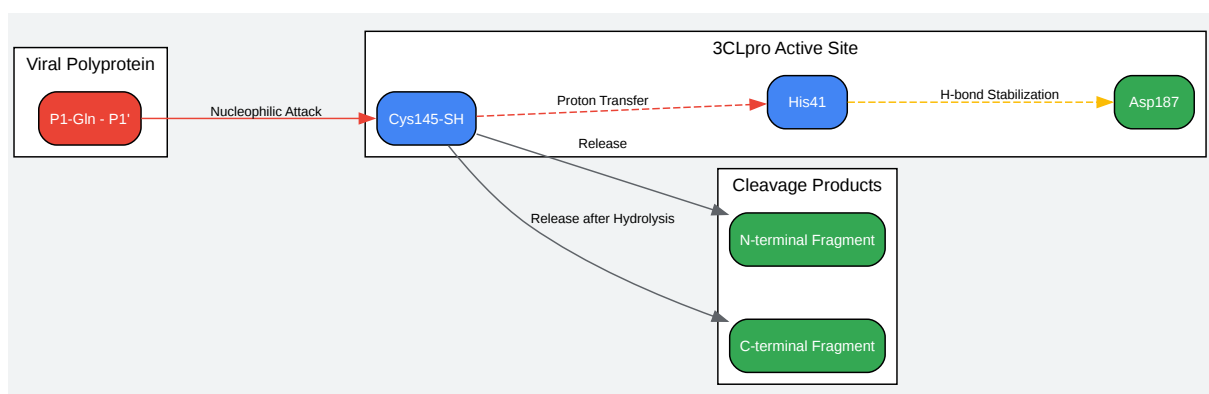 3CLpro Active Site
Viral Polyprotein
P1-Gln - P1'
Nucleophilic Attack
Cys145-SH
Proton Transfer
His41
H-bond Stabilization
Asp187
Release
Cleavage Products
Release after Hydrolysis
N-terminal Fragment
C-terminal Fragment